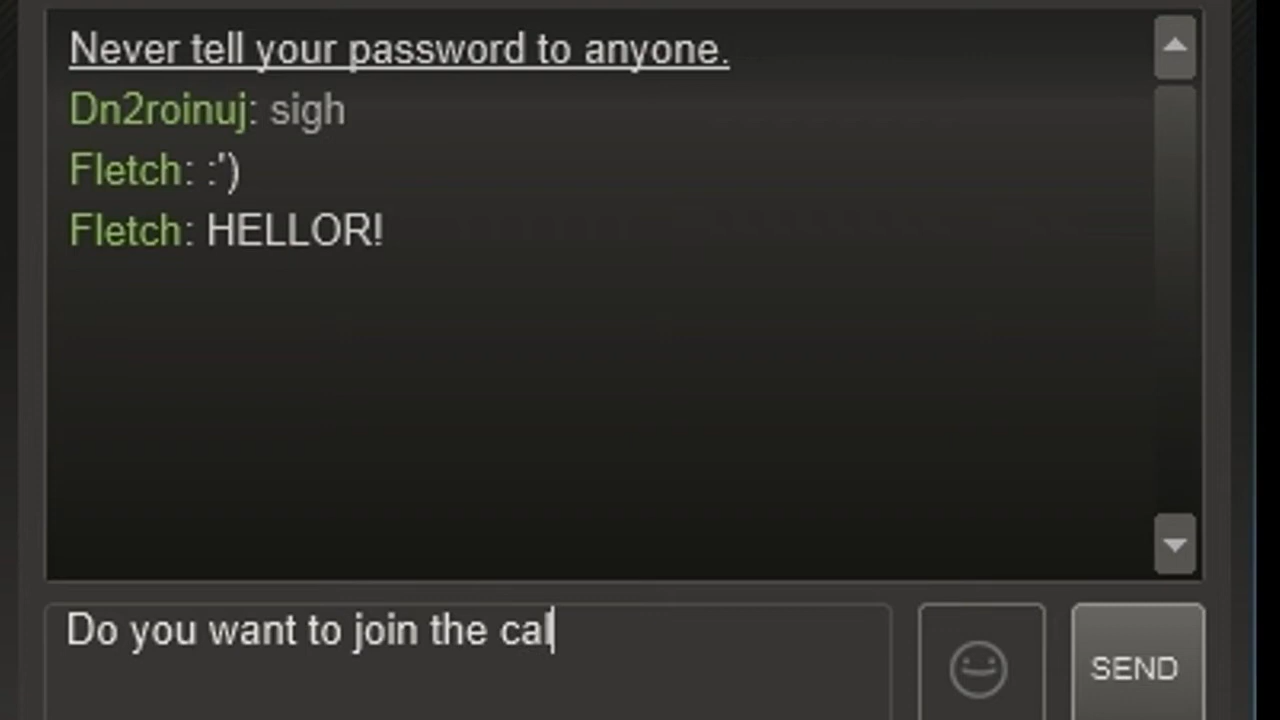 Never tell your password to anyone.
Dn2roinuj: sigh
Fletch: :')
Fletch: HELLOR!
Do you want to join the cal
SEND